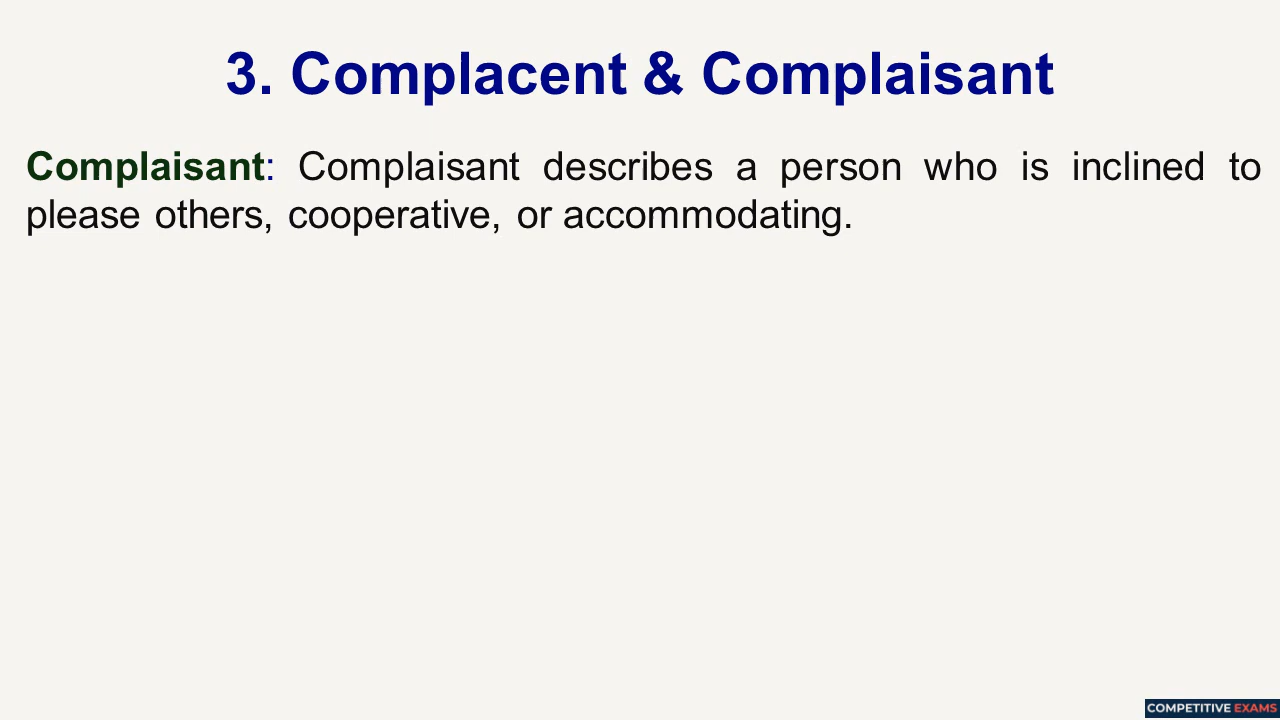 3. Complacent & Complaisant
Complaisant: Complaisant describes a person who is inclined to
please others, cooperative, or accommodating.
COMPETITIVE EXAMS